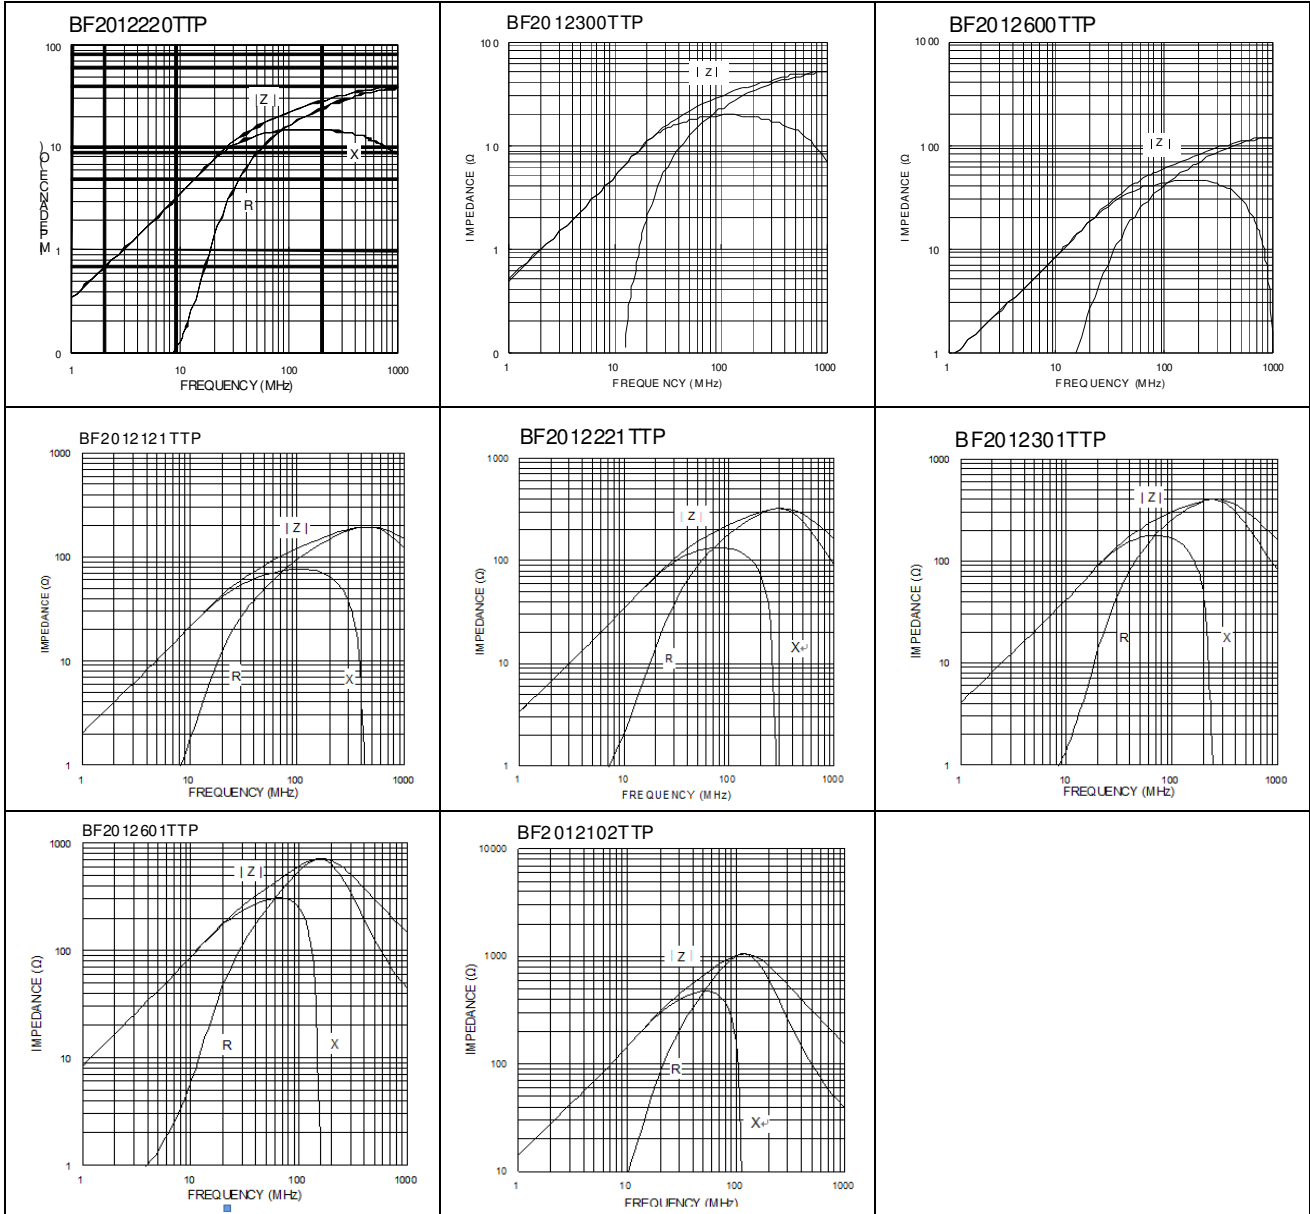 BF2012220TTP
100
10
1
0
IMPEDANCE(O)
|Z|
X
R
1
10
100
1000
FREQUENCY (MHz)
BF2012300TTP
100
10
1
0
IMPEDANCE (Ω
|Z|
1
10
100
1000
FREQUENCY (MHz)
BF2012600TTP
1000
100
10
1
IMPEDANCE (Ω
|Z|
1
10
100
1000
FREQUENCY (MHz)
BF2012121TTP
1000
100
10
1
IMPEDANCE (Ω)
|Z|
R
X
1
10
100
1000
FREQUENCY (MHz)
BF2012221TTP
1000
100
10
1
IMPEDANCE (Ω)
|Z|
R
X↵
1
10
100
1000
FREQUENCY (MHz)
BF2012301TTP
1000
100
10
1
IMPEDANCE (Ω)
|Z|
R
X
1
10
100
1000
FREQUENCY (MHz)
BF2012601TTP
1000
100
10
1
IMPEDANCE (Ω)
|Z|
R
X
1
10
100
1000
FREQUENCY (MHz)
BF2012102TTP
10000
1000
100
10
IMPEDANCE (Ω)
|Z|
R
X↵
1
10
100
1000
FREQUENCY (MHz)